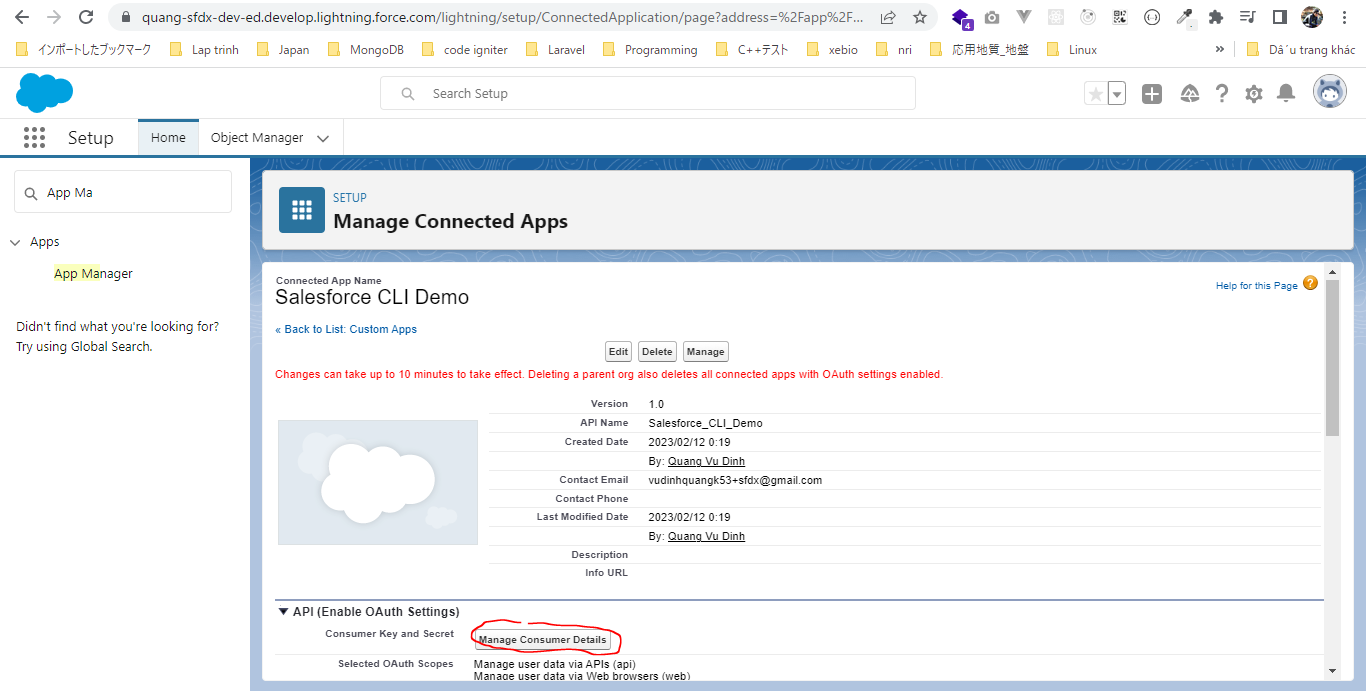 quang-sfdx-dev-ed.develop.lightning.force.com/lightning/setup/ConnectedApplication/page?address=%2Fapp%2F...
4
インポートしたブックマーク Lap trinh Japan MongoDB code igniter Laravel Programming C++テスト xebio nri 応用地質_地盤 Linux » Dấu trang khác
Search Setup
Setup Home Object Manager
App Ma
Apps
App Manager
Didn't find what you're looking for?
Try using Global Search.
SETUP
Manage Connected Apps
Connected App Name
Salesforce CLI Demo
Help for this Page ?
« Back to List: Custom Apps
Edit Delete Manage
Changes can take up to 10 minutes to take effect. Deleting a parent org also deletes all connected apps with OAuth settings enabled.
Version 1.0
API Name Salesforce_CLI_Demo
Created Date 2023/02/12 0:19
By: Quang Vu Dinh
Contact Email vudinhquangk53+sfdx@gmail.com
Contact Phone
Last Modified Date 2023/02/12 0:19
By: Quang Vu Dinh
Description
Info URL
API (Enable OAuth Settings)
Consumer Key and Secret Manage Consumer Details
Selected OAuth Scopes Manage user data via APIs (api)
Manage user data via Web browsers (web)